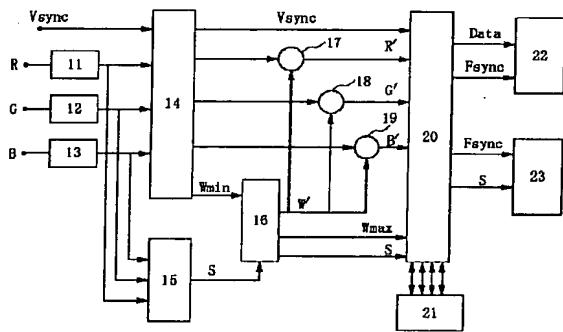 Vsync
Vsync
17
R
11
R'
Data
22
Fsync
18
G
12
14
G'
19
20
B
13
B'
Fsync
23
S
Wmin
16
W'
Wmax
S
15
S
21